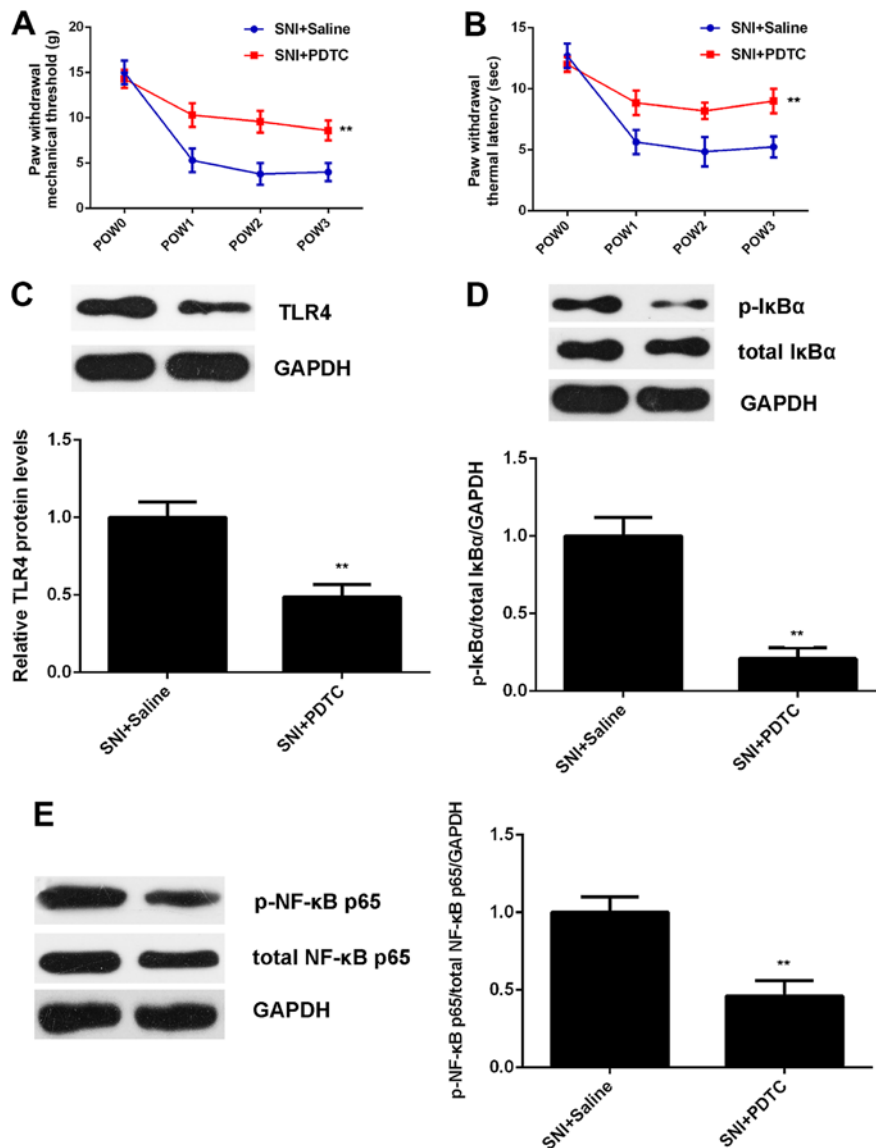 A
SNI+Saline
SNI+PDTC
Paw withdrawal
mechanical threshold (g)
20
15
10
5
0
**
POW0
POW1
POW2
POW3
B
SNI+Saline
SNI+PDTC
Paw withdrawal
thermal latency (sec)
15
10
5
0
**
POW0
POW1
POW2
POW3
C
TLR4
GAPDH
Relative TLR4 protein levels
1.5
1.0
0.5
0.0
**
SNI+Saline
SNI+PDTC
D
p-IκBα
total IκBα
GAPDH
p-IκBα/total IκBα/GAPDH
1.5
1.0
0.5
0.0
**
SNI+Saline
SNI+PDTC
E
p-NF-κB p65
total NF-κB p65
GAPDH
p-NF-κB p65/total NF-κB p65/GAPDH
1.5
1.0
0.5
0.0
**
SNI+Saline
SNI+PDTC